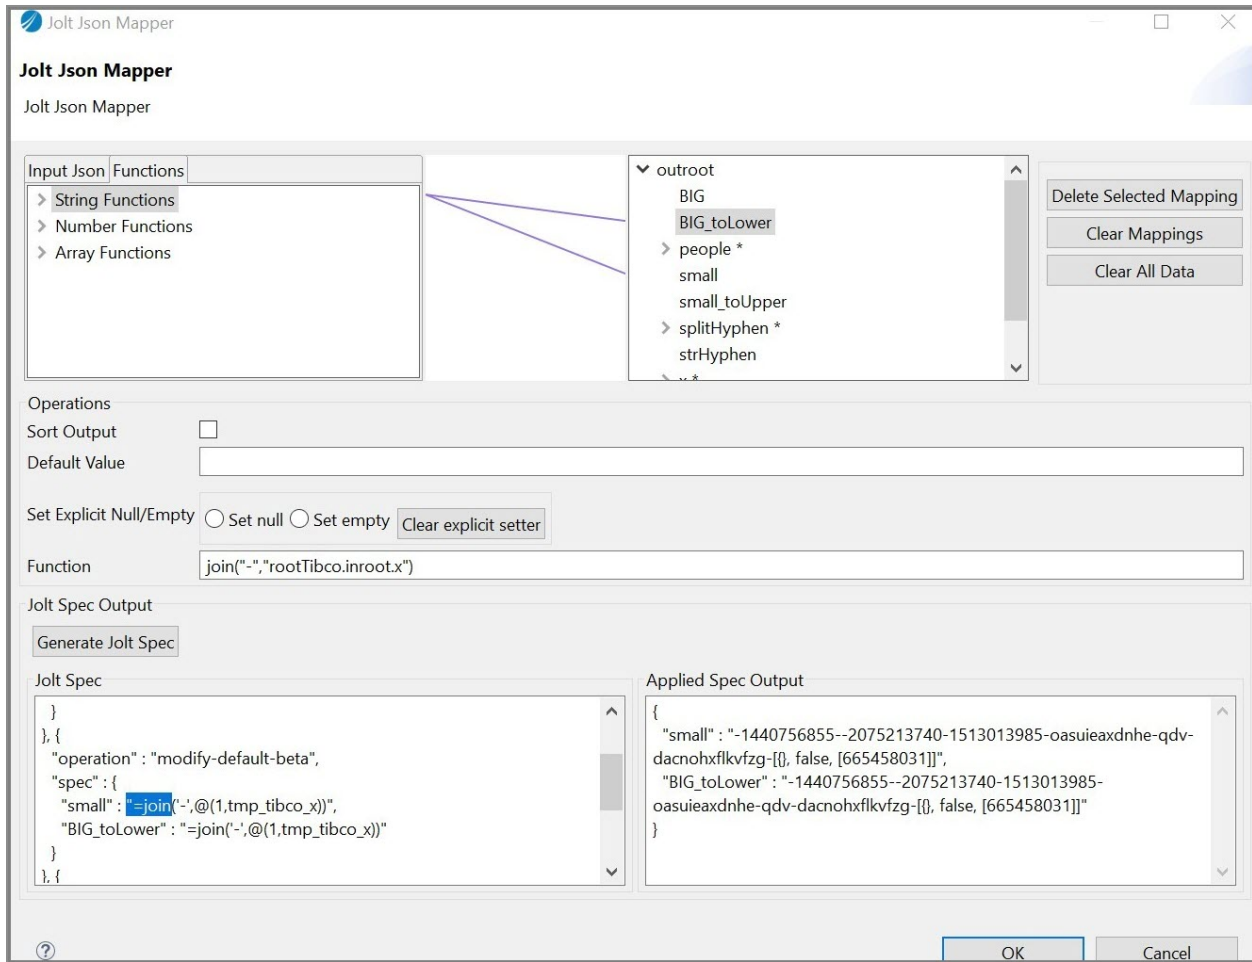 Jolt Json Mapper
Jolt Json Mapper
Jolt Json Mapper
Input Json Functions
String Functions
Number Functions
Array Functions
outroot
BIG
BIG_toLower
people *
small
small_toUpper
splitHyphen *
strHyphen
Delete Selected Mapping
Clear Mappings
Clear All Data
Operations
Sort Output
Default Value
Set Explicit Null/Empty Set null Set empty Clear explicit setter
Function join("-","rootTibco.inroot.x")
Jolt Spec Output
Generate Jolt Spec
Jolt Spec
}
}, {
"operation" : "modify-default-beta",
"spec" : {
"small" : "=join('-',@(1,tmp_tibco_x))",
"BIG_toLower" : "=join('-',@(1,tmp_tibco_x))"
}
}, {
Applied Spec Output
{
"small" : "-1440756855--2075213740-1513013985-oasuieaxdnhe-qdv-
dacnohxflkvfzg-[{}, false, [665458031]]",
"BIG_toLower" : "-1440756855--2075213740-1513013985-
oasuieaxdnhe-qdv-dacnohxflkvfzg-[{}, false, [665458031]]"
}
?
OK
Cancel